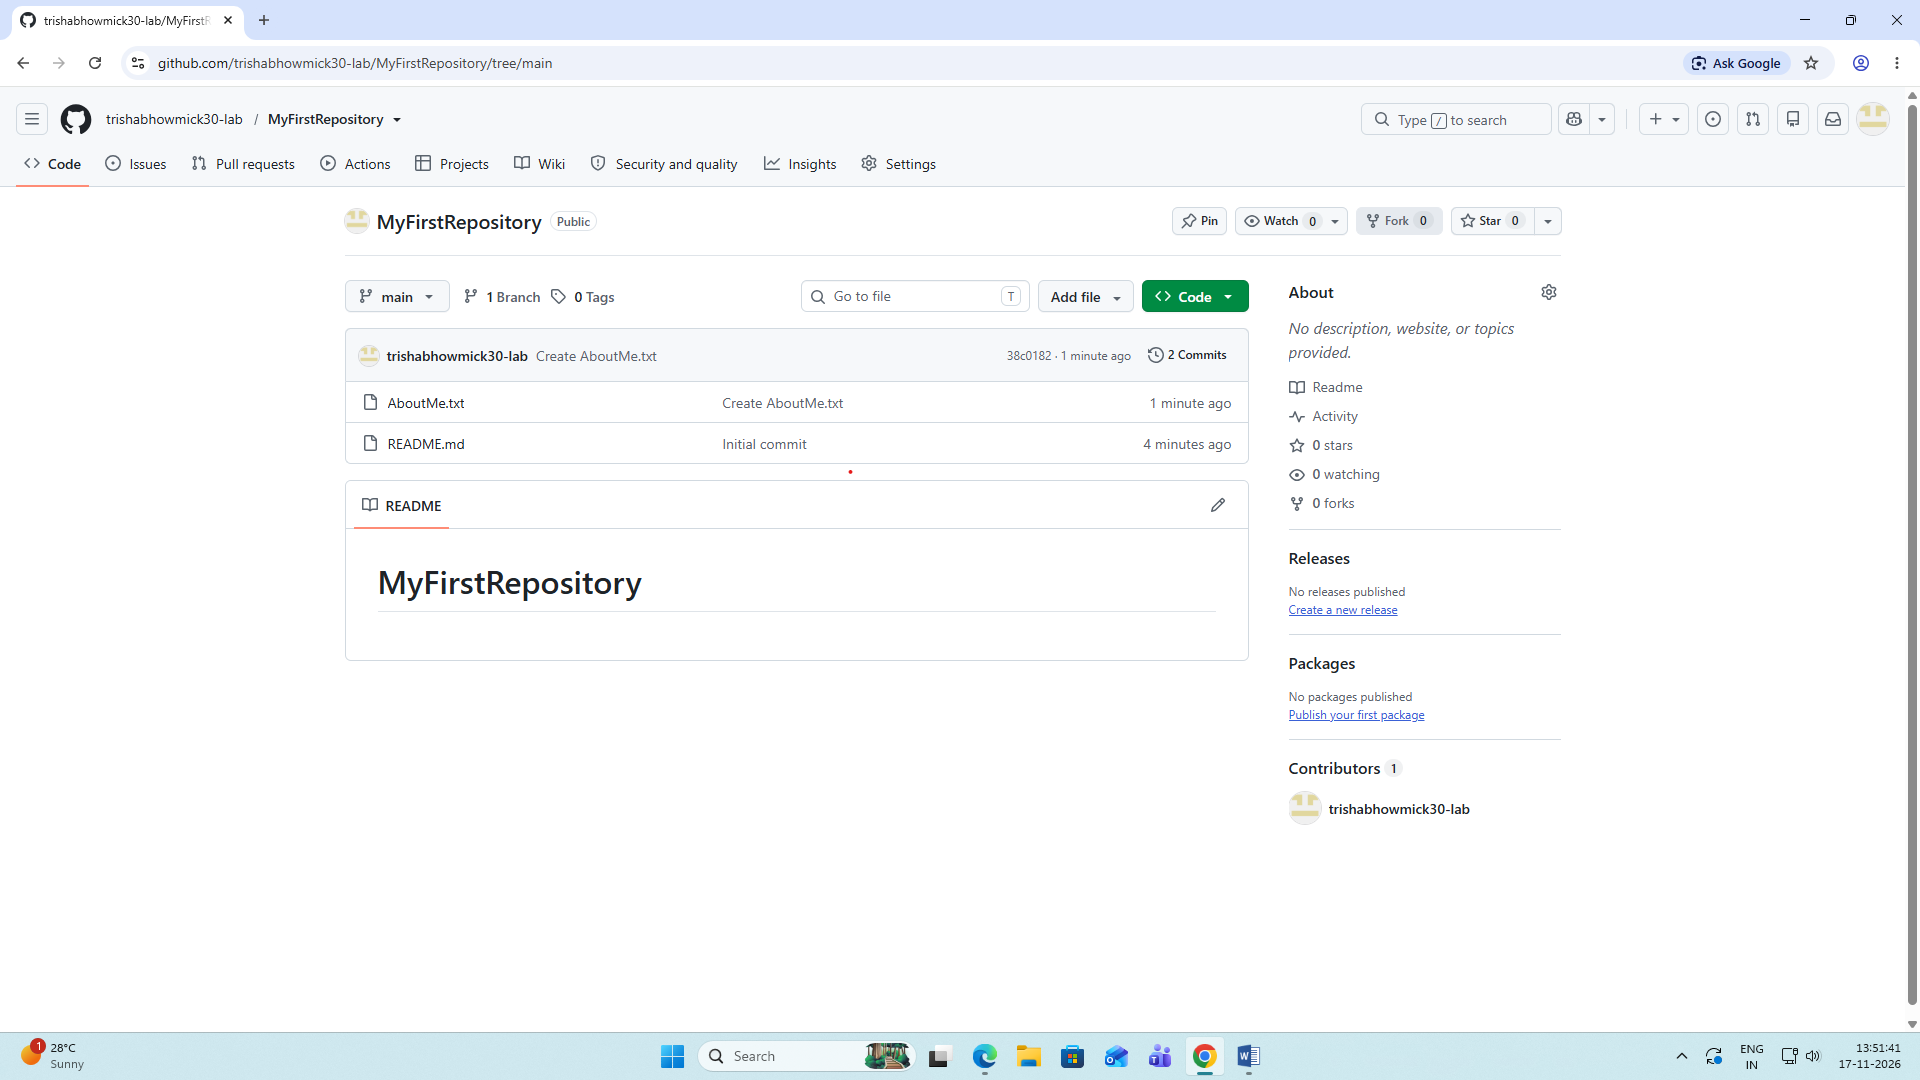 trishabhowmick30-lab/MyFirstR
github.com/trishabhowmick30-lab/MyFirstRepository/tree/main
Ask Google
trishabhowmick30-lab / MyFirstRepository
Type / to search
Code Issues Pull requests Actions Projects Wiki Security and quality Insights Settings
MyFirstRepository Public
Pin Watch 0 Fork 0 Star 0
main 1 Branch 0 Tags Go to file T Add file Code
trishabhowmick30-lab Create AboutMe.txt 38c0182 · 1 minute ago 2 Commits
AboutMe.txt Create AboutMe.txt 1 minute ago
README.md Initial commit 4 minutes ago
README
MyFirstRepository
About
No description, website, or topics
provided.
Readme
Activity
0 stars
0 watching
0 forks
Releases
No releases published
Create a new release
Packages
No packages published
Publish your first package
Contributors 1
trishabhowmick30-lab
1
28°C
Sunny
Search
ENG
IN
13:51:41
17-11-2026